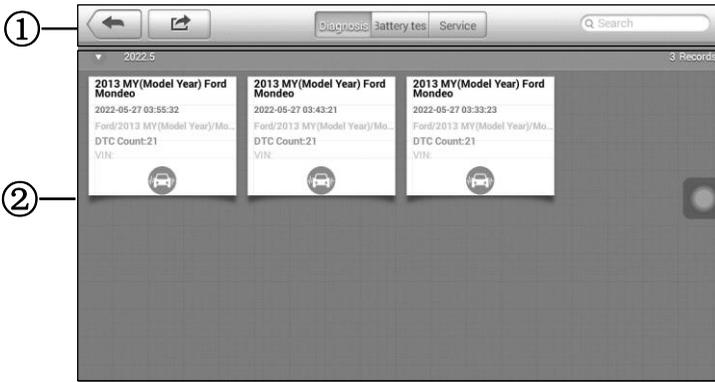 ①
Diagnosis Battery tes Service
Search
②
2022.5
3 Records
2013 MY(Model Year) Ford
Mondeo
2022-05-27 03:55:32
Ford/2013 MY(Model Year)/Mo...
DTC Count:21
VIN:
2013 MY(Model Year) Ford
Mondeo
2022-05-27 03:43:21
Ford/2013 MY(Model Year)/Mo...
DTC Count:21
VIN:
2013 MY(Model Year) Ford
Mondeo
2022-05-27 03:33:23
Ford/2013 MY(Model Year)/Mo...
DTC Count:21
VIN: